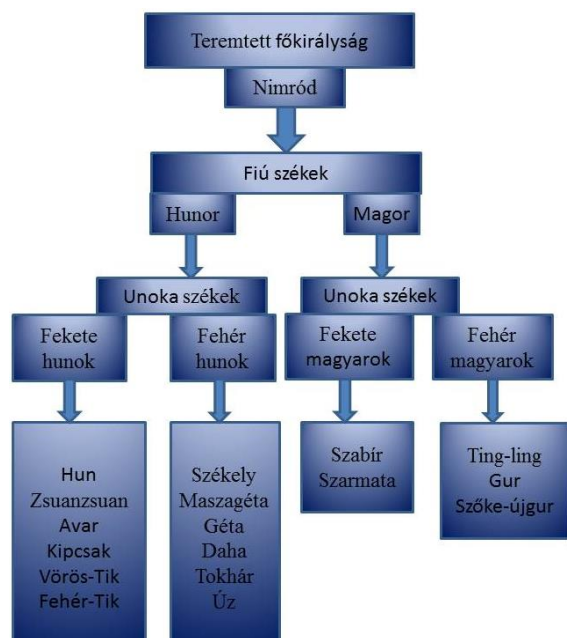 Teremtett főkirályság
Nimród
Fiú székek
Hunor
Magor
Unoka székek
Unoka székek
Fekete
hunok
Fehér
hunok
Fekete
magyarok
Fehér
magyarok
Hun
Zsuanzsuan
Avar
Kipcsak
Vörös-Tik
Fehér-Tik
Székely
Maszagéta
Géta
Daha
Tokhár
Úz
Szabír
Szarmata
Ting-ling
Gur
Szőke-újgur